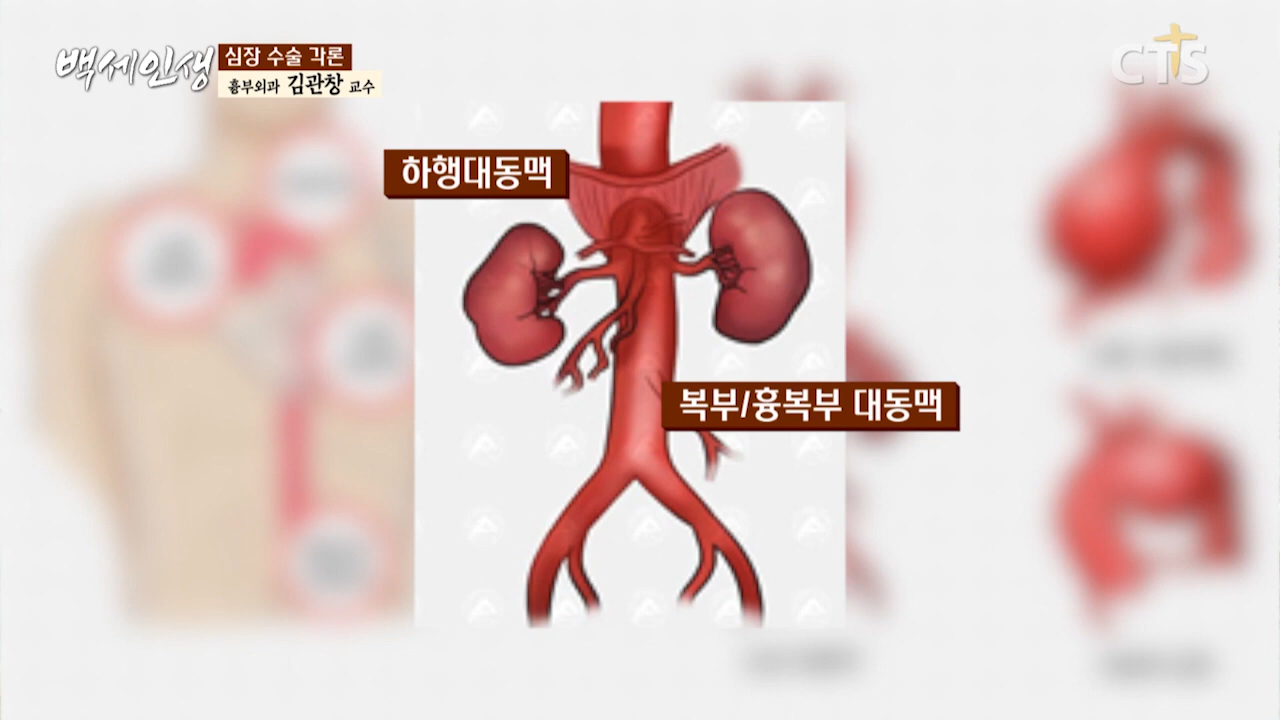 백세인생
심장 수술 각론
흉부외과 김관창 교수
CTS
하행대동맥
복부/흉복부 대동맥